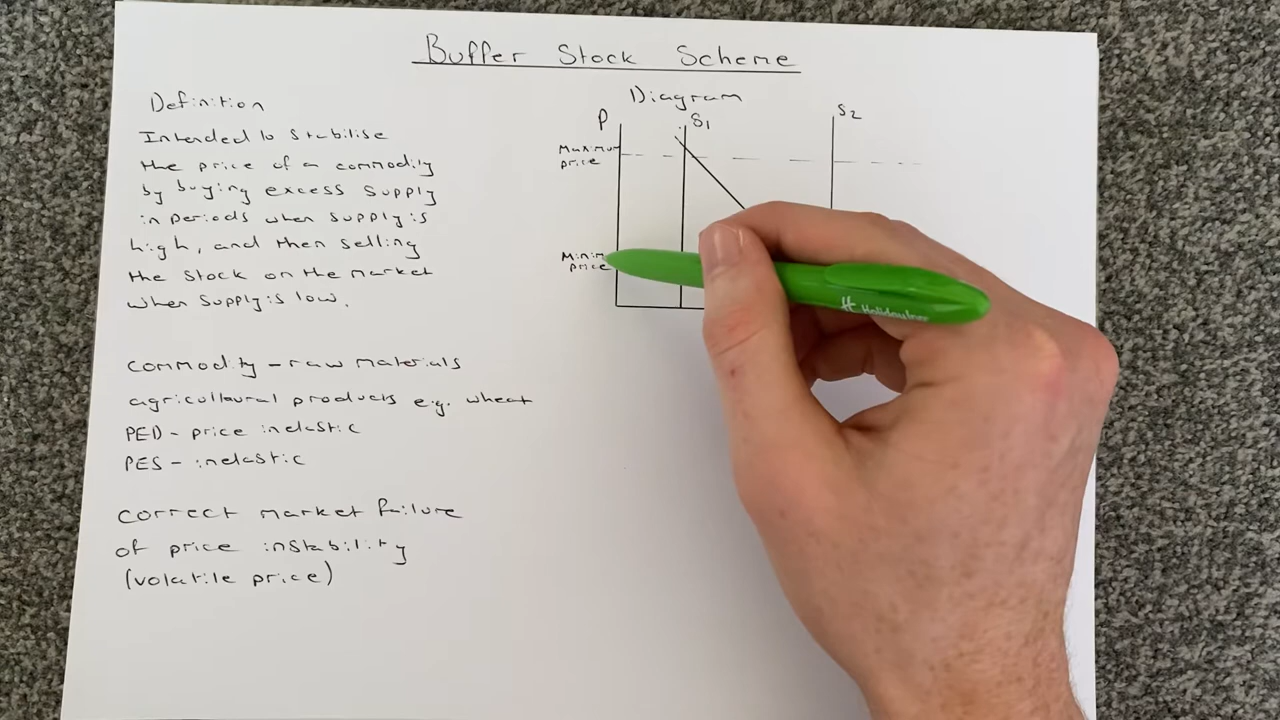 Buffer Stock Scheme
Definition
Intended to stabilise
the price of a commodity
by buying excess supply
in periods when supply is
high, and then selling
the stock on the market
when supply is low.
commodity - raw materials
agricultural products e.g. wheat
PED - price inelastic
PES - inelastic
correct market failure
of price instability
(volatile price)
Diagram
P
S1
S2
Maximum
price
Minim
price
Holiday Inn